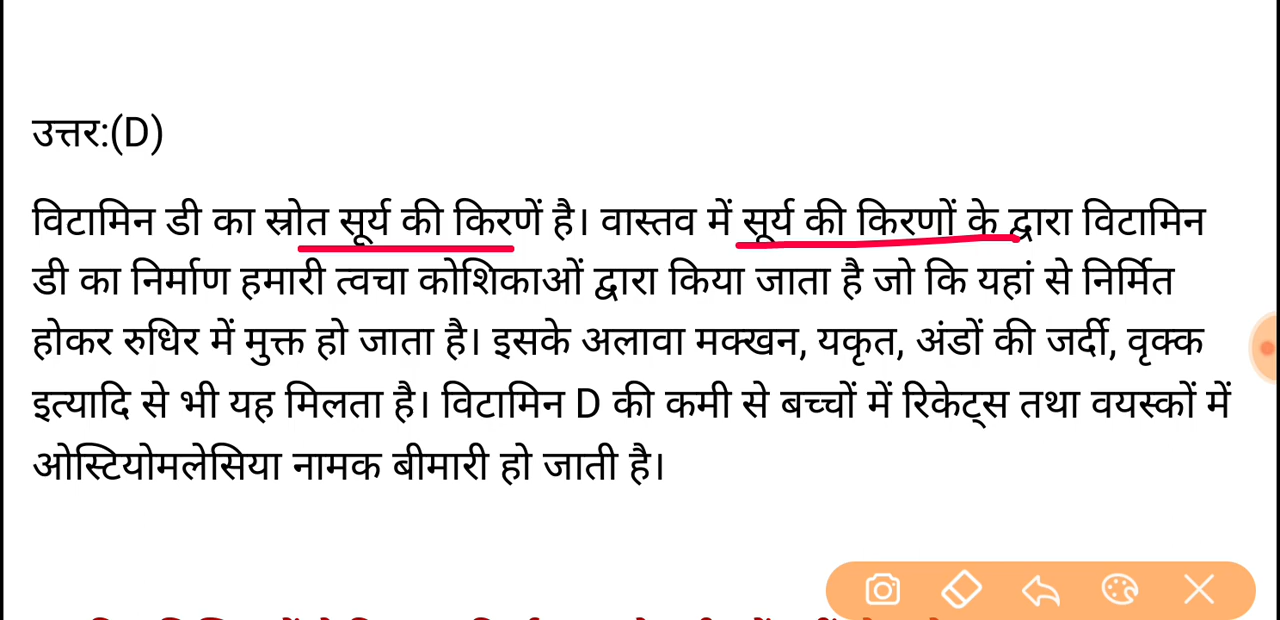 उत्तर:(D)
विटामिन डी का स्रोत सूर्य की किरणें है। वास्तव में सूर्य की किरणों के द्वारा विटामिन
डी का निर्माण हमारी त्वचा कोशिकाओं द्वारा किया जाता है जो कि यहां से निर्मित
होकर रुधिर में मुक्त हो जाता है। इसके अलावा मक्खन, यकृत, अंडों की जर्दी, वृक्क
इत्यादि से भी यह मिलता है। विटामिन D की कमी से बच्चों में रिकेट्स तथा वयस्कों में
ओस्टियोमलेसिया नामक बीमारी हो जाती है।